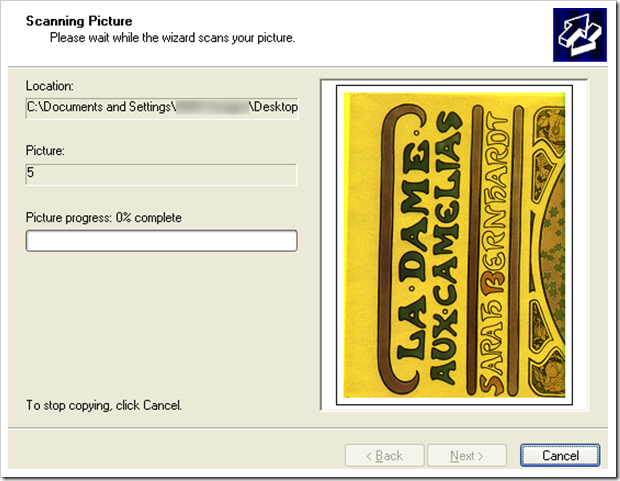 Scanning Picture
Please wait while the wizard scans your picture.
Location:
C:\Documents and Settings\ \Desktop
Picture:
5
Picture progress: 0% complete
To stop copying, click Cancel.
LA·DAME·
AUX·CAMELIAS
SARAH BERNHARDT
< Back
Next >
Cancel